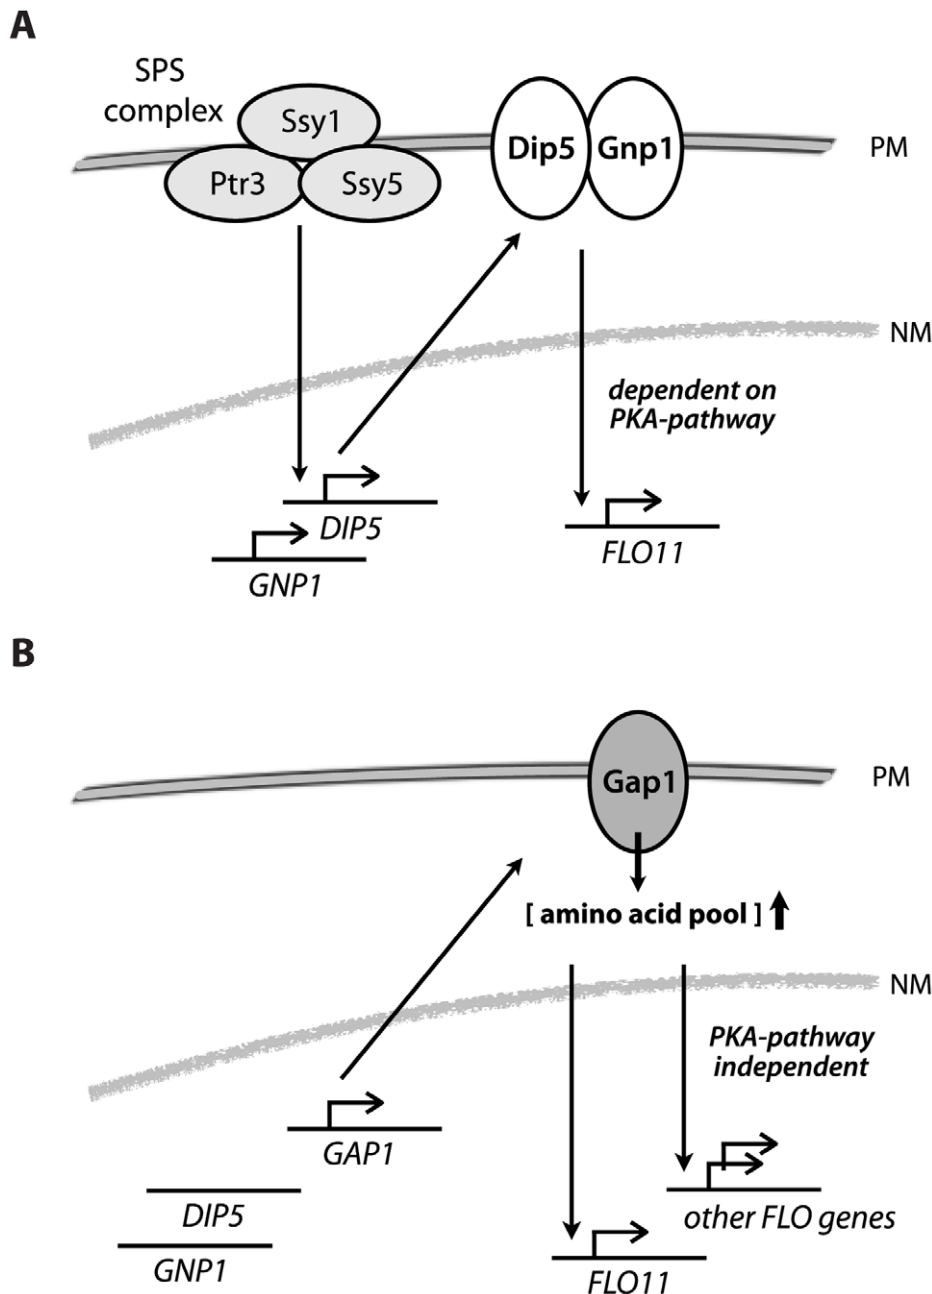 A
SPS
complex
Ssy1
Ptr3
Ssy5
Dip5
Gnp1
PM
NM
dependent on
PKA-pathway
DIP5
GNP1
FLO11
B
Gap1
PM
[ amino acid pool ]
NM
PKA-pathway
independent
GAP1
DIP5
GNP1
other FLO genes
FLO11